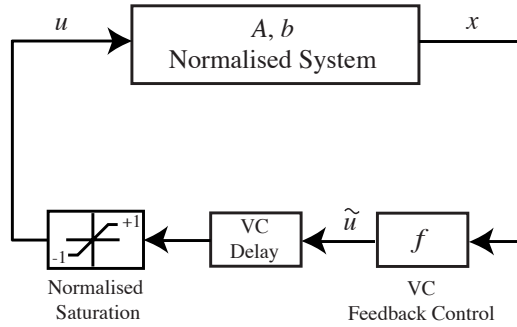 u
A, b
x
Normalised System
ũ
VC
Delay
f
+1
-1
Normalised
Saturation
VC
Feedback Control